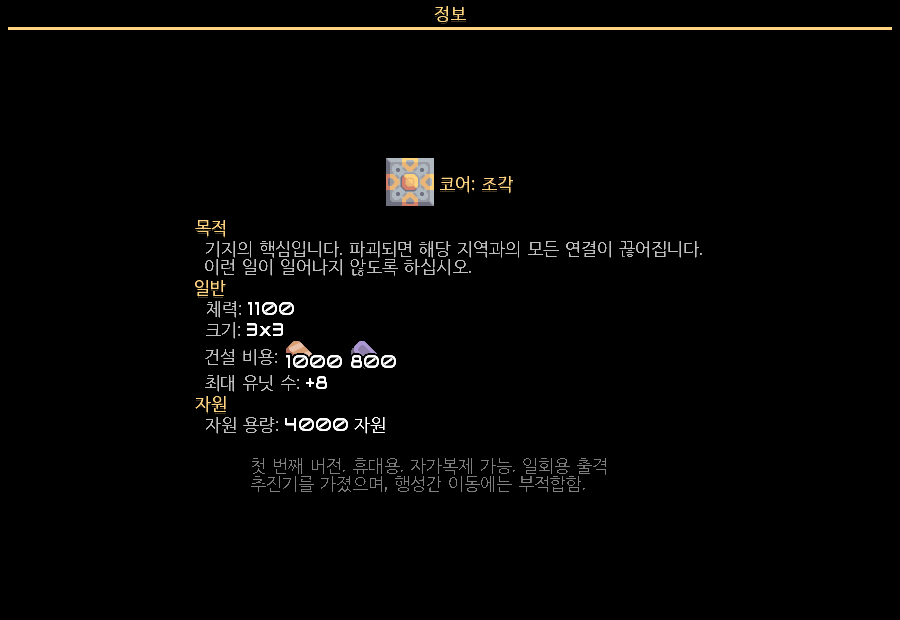 정보
코어: 조각
목적
기지의 핵심입니다. 파괴되면 해당 지역과의 모든 연결이 끊어집니다.
이런 일이 일어나지 않도록 하십시오.
일반
체력: 1100
크기: 3x3
건설 비용: 1000 800
최대 유닛 수: +8
자원
자원 용량: 4000 자원
첫 번째 버전. 휴대용. 자가복제 가능. 일회용 출격
추진기를 가졌으며, 행성간 이동에는 부적합함.